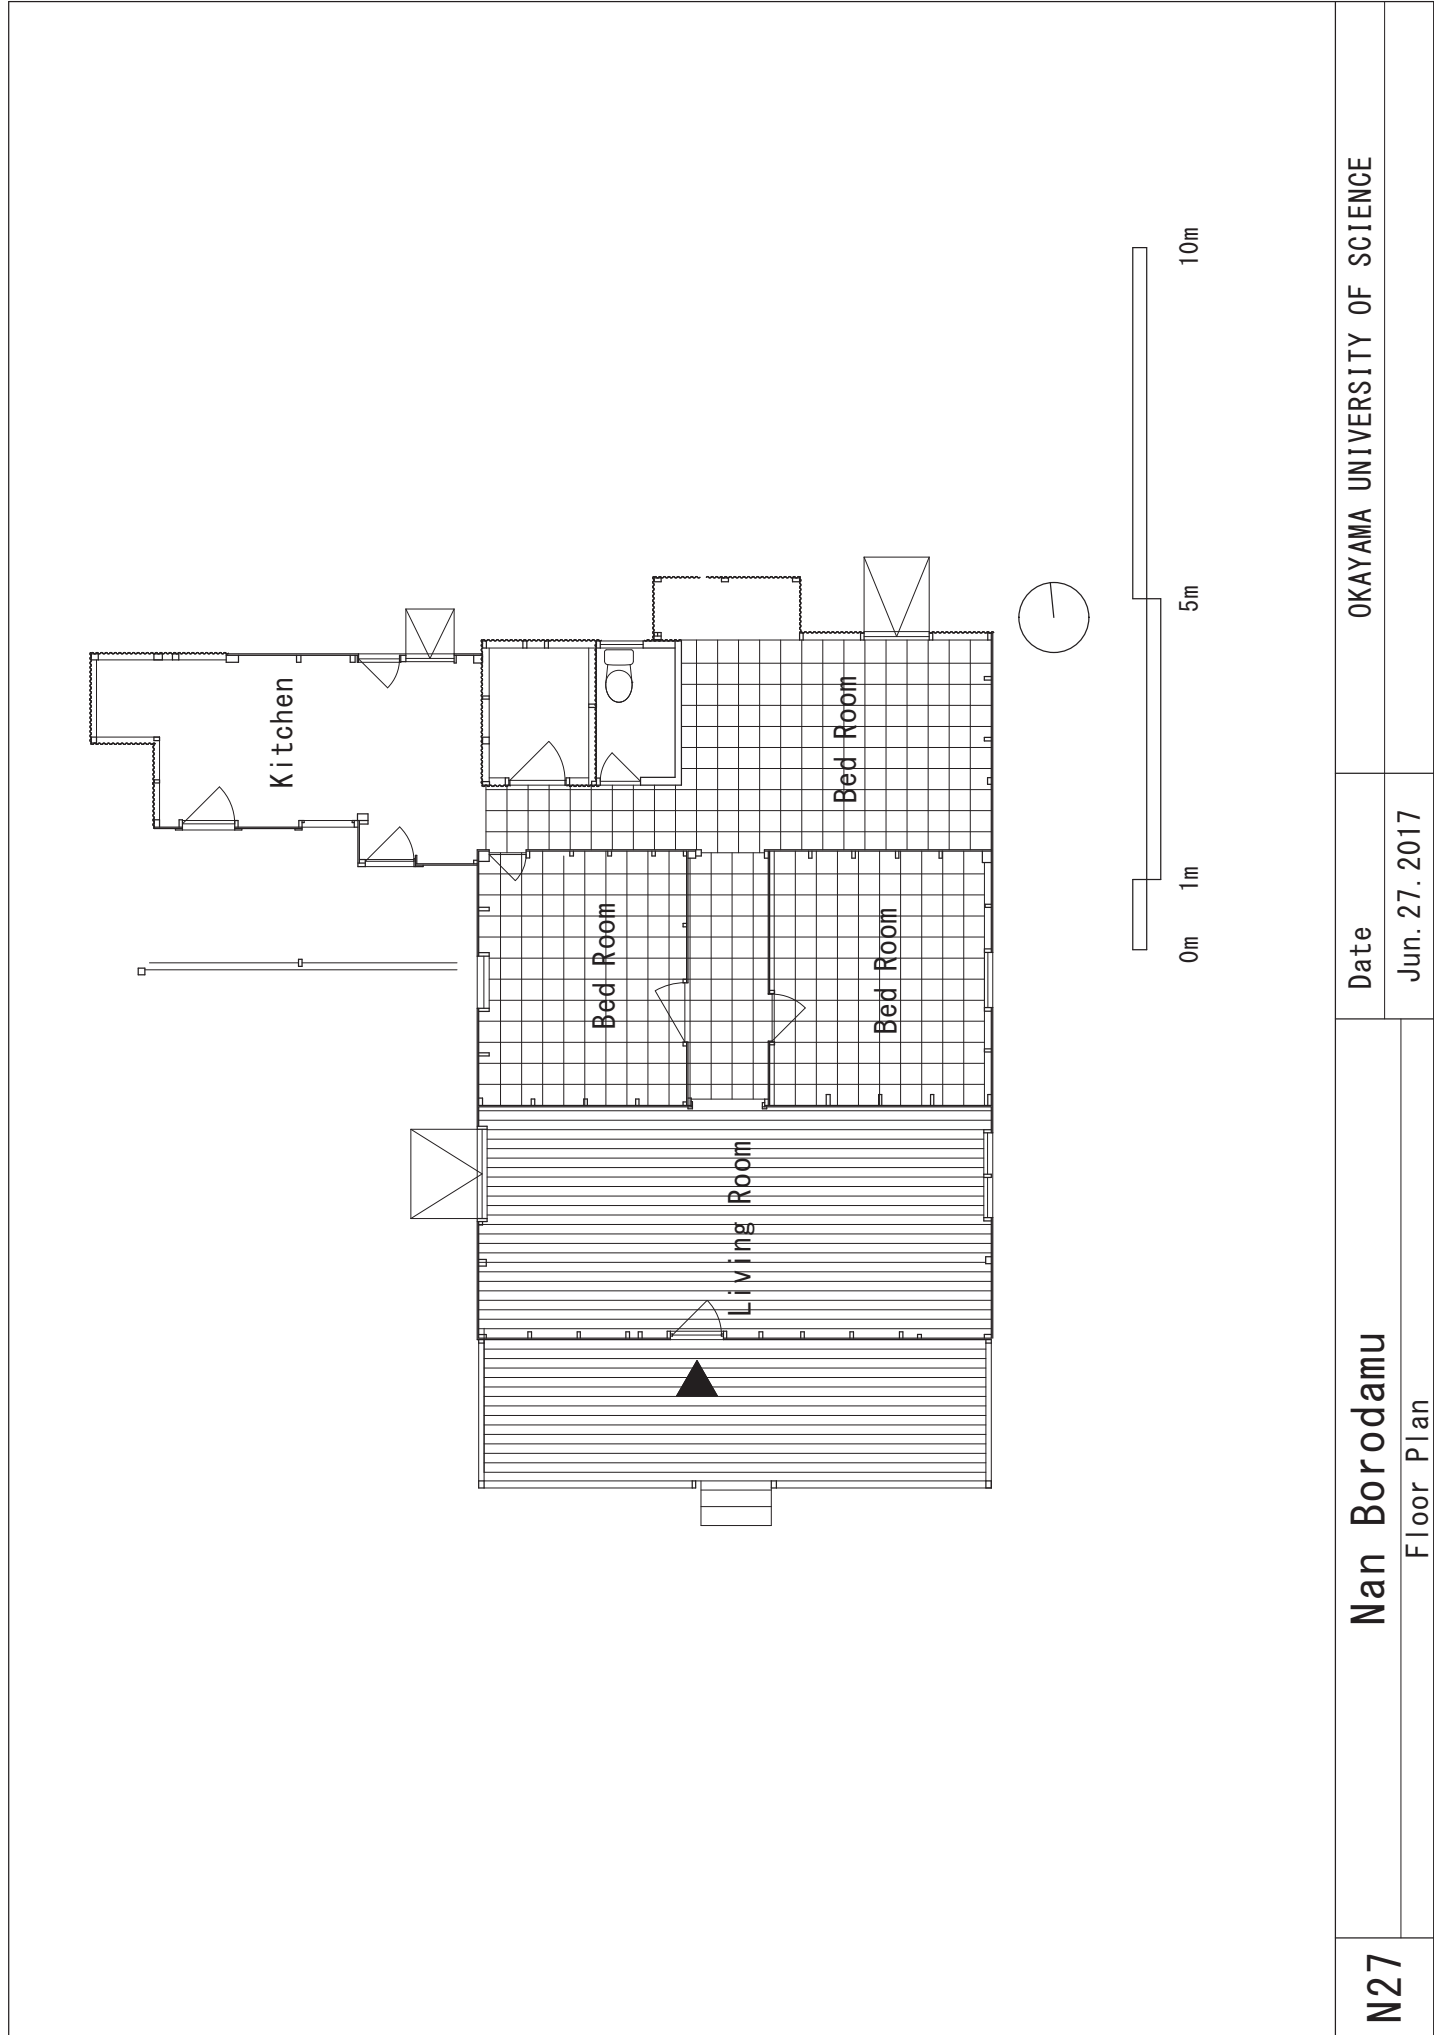 Kitchen
Bed Room
Bed Room
Bed Room
Living Room
0m
1m
5m
10m
N27
Nan Borodamu
Floor Plan
Date
Jun. 27. 2017
OKAYAMA UNIVERSITY OF SCIENCE